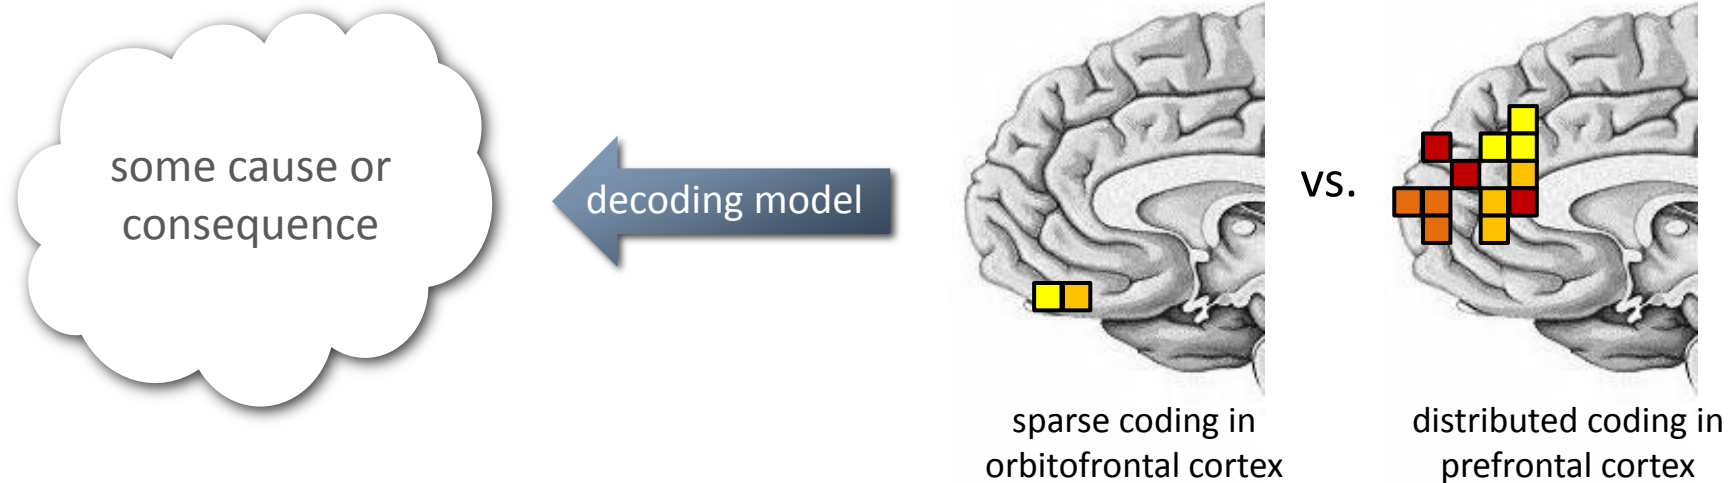 some cause or
consequence
decoding model
vs.
sparse coding in
orbitofrontal cortex
distributed coding in
prefrontal cortex